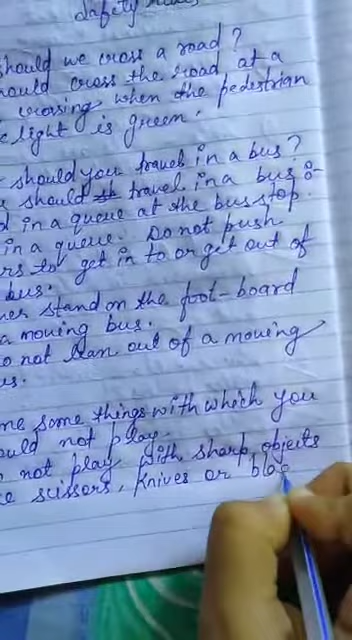 Safety
should we cross a road?
should cross the road at a
crossing when the pedestrian
light is green.
should you travel in a bus?
should travel in a bus :-
in a queue at the bus stop.
in a queue. Do not push
to get in to or get out of
bus.
stand on the foot-board
a moving bus.
not lean out of a moving
some things with which you
not play.
not play with sharp objects
scissors, knives or bla